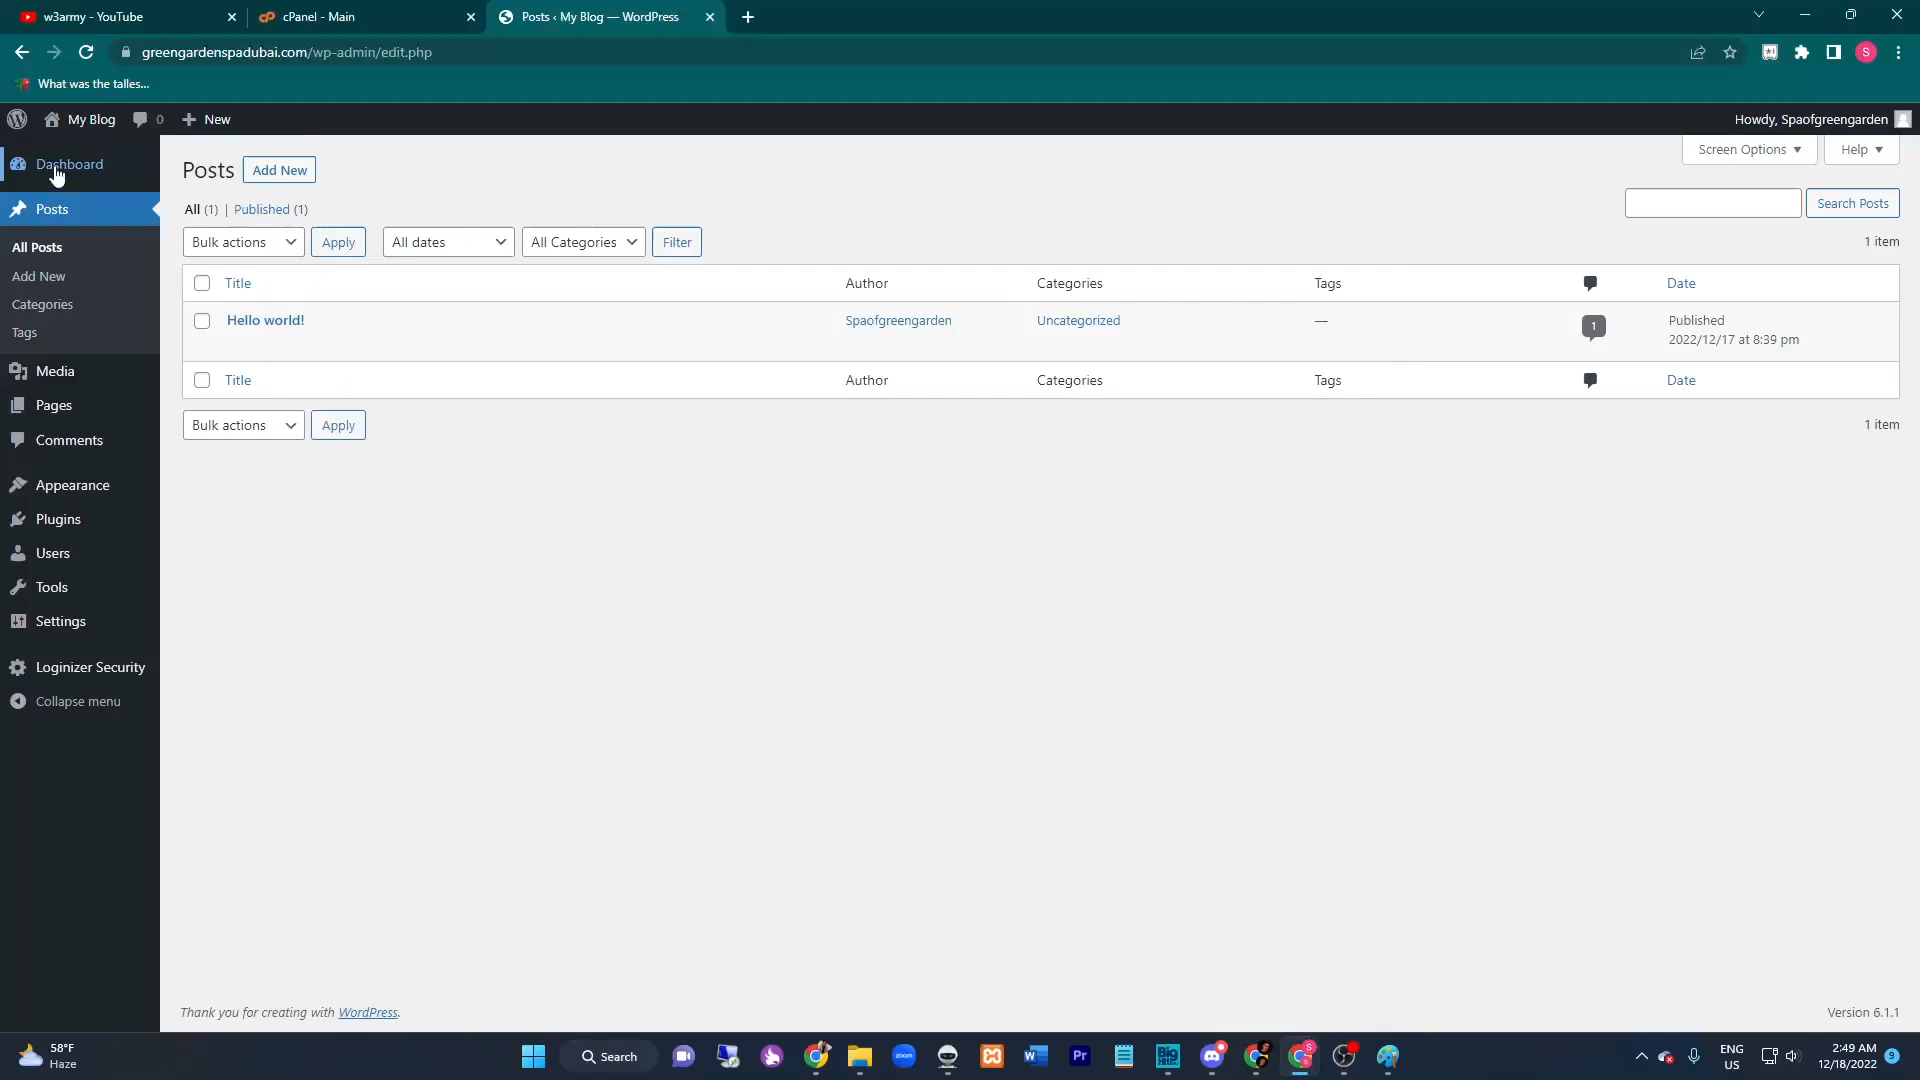 w3army - YouTube
cPanel - Main
Posts ‹ My Blog — WordPress
greengardenspadubai.com/wp-admin/edit.php
What was the talles...
My Blog
0
New
Howdy, Spaofgreengarden
Dashboard
Posts
All Posts
Add New
Categories
Tags
Media
Pages
Comments
Appearance
Plugins
Users
Tools
Settings
Loginizer Security
Collapse menu
Posts Add New
Screen Options
Help
All (1) | Published (1)
Search Posts
Bulk actions Apply All dates All Categories Filter
1 item
Title Author Categories Tags Date
Hello world! Spaofgreengarden Uncategorized — 1 Published
2022/12/17 at 8:39 pm
Title Author Categories Tags Date
Bulk actions Apply
1 item
Thank you for creating with WordPress.
Version 6.1.1
58°F
Haze
Search
zoom
Pr
ENG
US
2:49 AM
12/18/2022
9